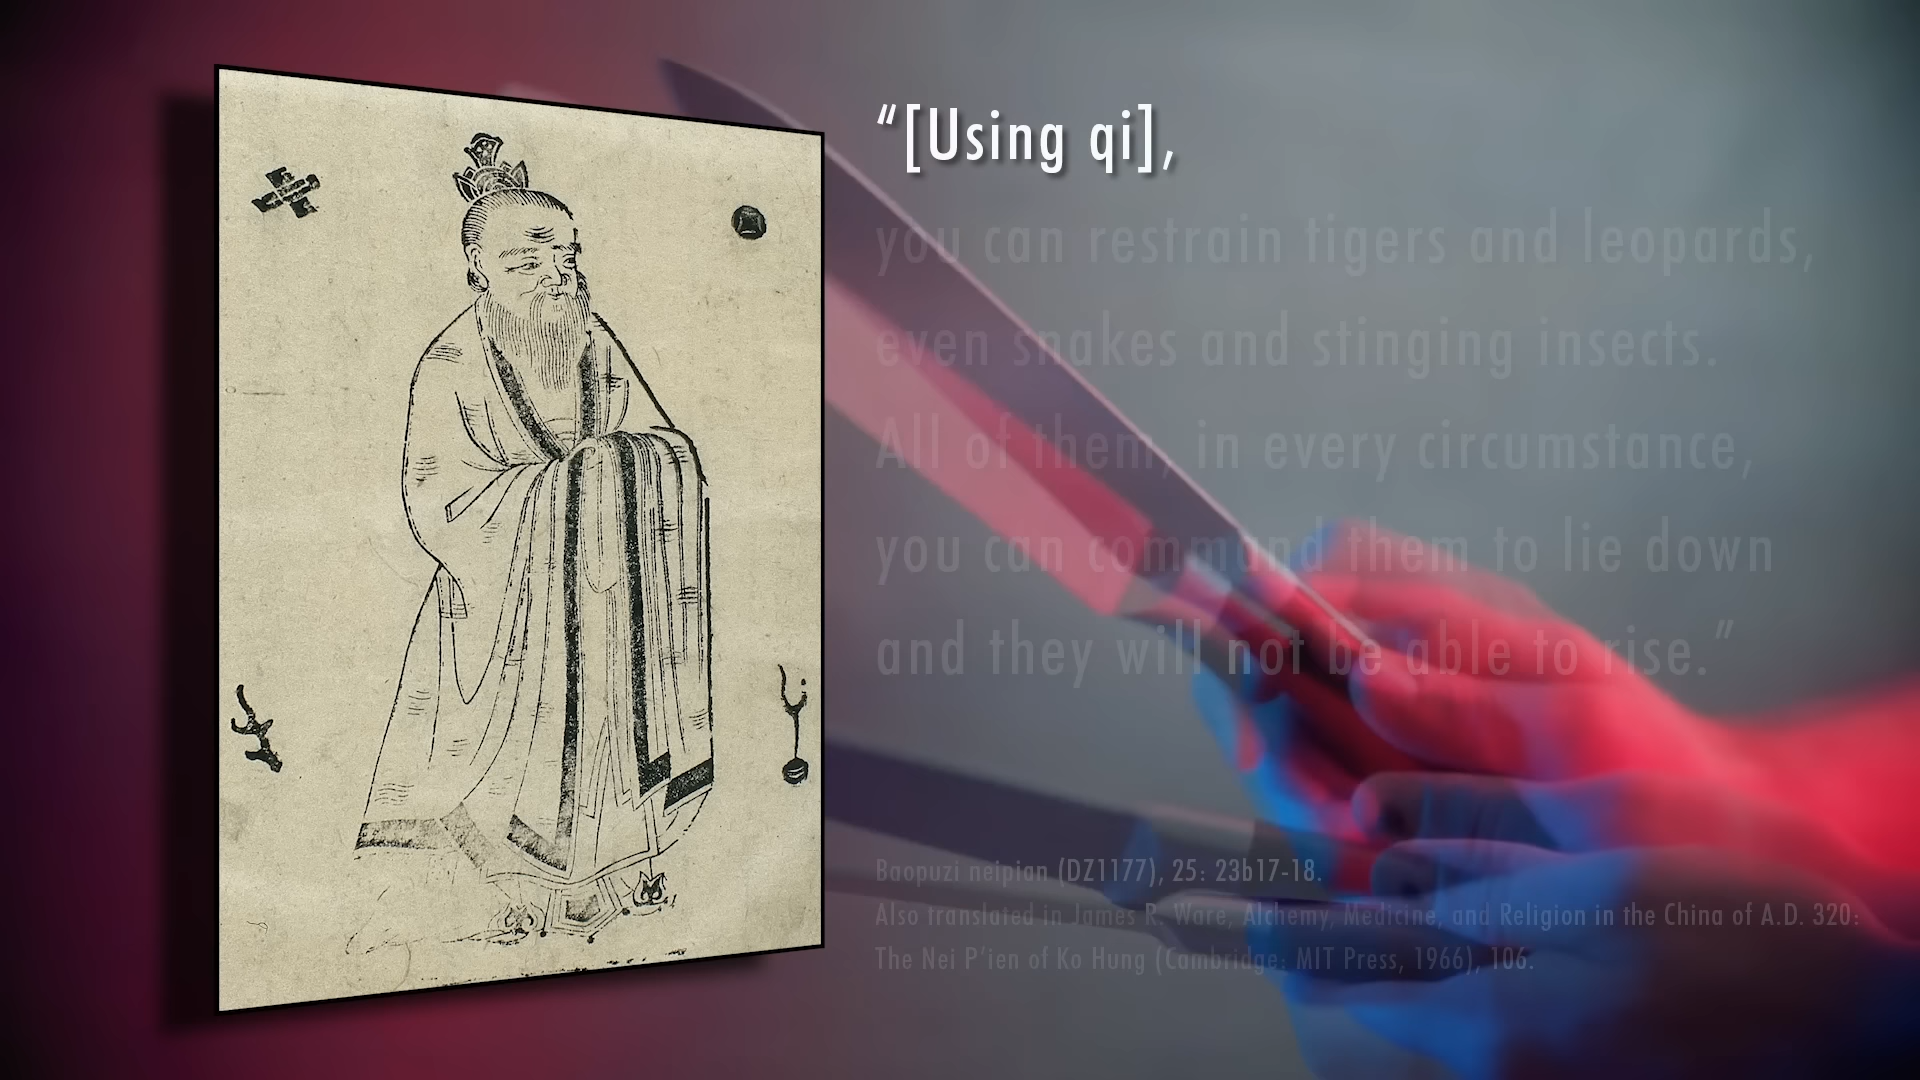 “[Using qi],
you can restrain tigers and leopards,
even snakes and stinging insects.
All of them, in every circumstance,
you can command them to lie down
and they will not be able to rise.”
Baopuzi neipian (DZ1177), 25: 23b17-18.
Also translated in James R. Ware, Alchemy, Medicine, and Religion in the China of A.D. 320:
The Nei P’ien of Ko Hung (Cambridge: MIT Press, 1966), 106.